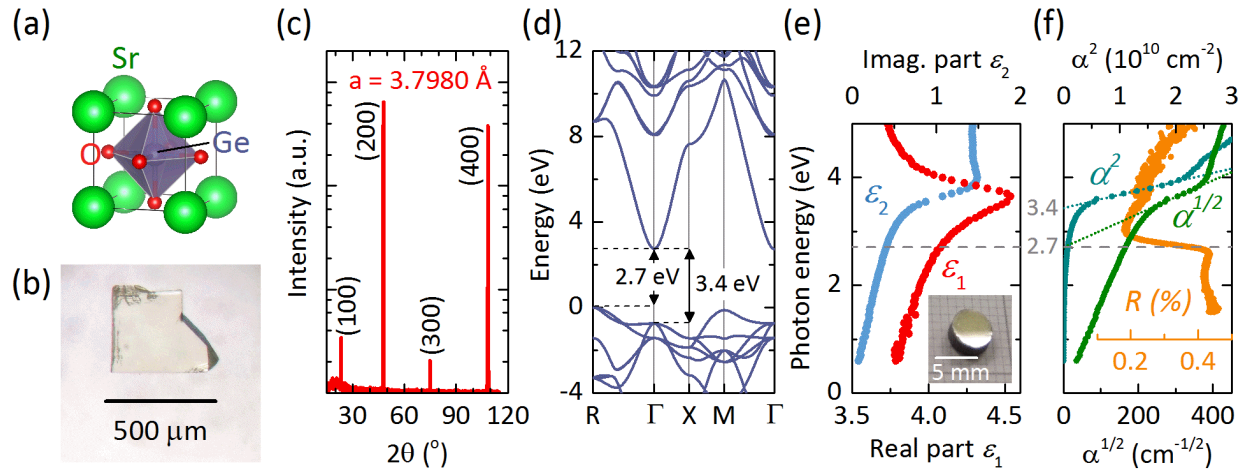 (a)
Sr
O
Ge
(b)
500 μm
(c)
a = 3.7980 Å
(100)
(200)
(300)
(400)
Intensity (a.u.)
30 60 90 120
2θ (°)
(d)
12
8
4
0
-4
Energy (eV)
2.7 eV
3.4 eV
R Γ X M Γ
(e)
Imag. part ε₂
0 1 2
4
2
0
Photon energy (eV)
ε₂
ε₁
5 mm
3.5 4.0 4.5
Real part ε₁
(f)
α² (10¹⁰ cm⁻²)
0 1 2 3
α²
α¹/²
3.4
2.7
R (%)
0.2 0.4
0 200 400
α¹/² (cm⁻¹/²)